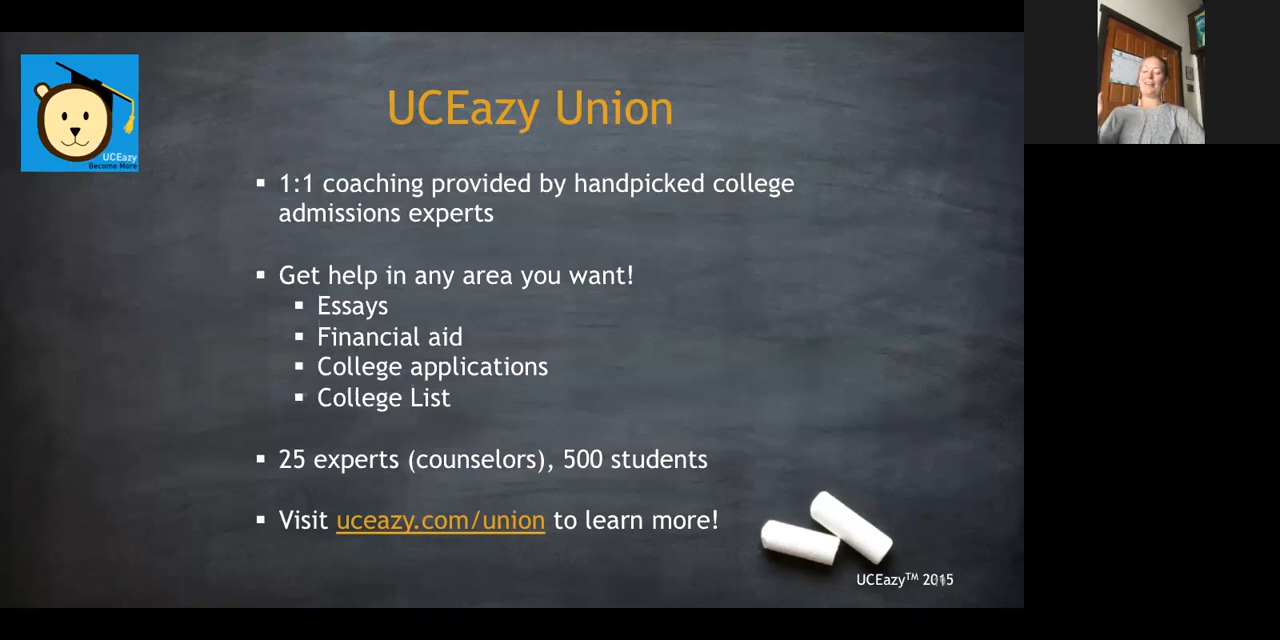 UCEazy
Become More
UCEazy Union
▪ 1:1 coaching provided by handpicked college
admissions experts
▪ Get help in any area you want!
▪ Essays
▪ Financial aid
▪ College applications
▪ College List
▪ 25 experts (counselors), 500 students
▪ Visit uceazy.com/union to learn more!
UCEazy™ 2015